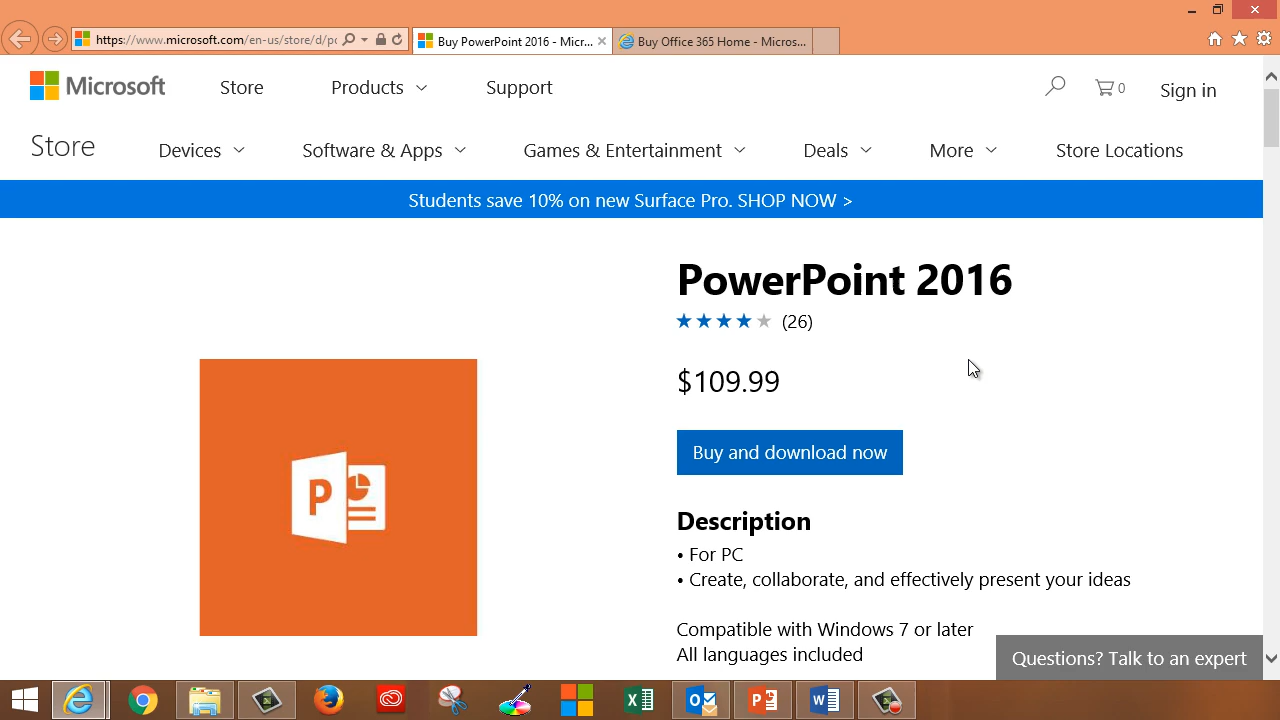 https://www.microsoft.com/en-us/store/d/po
Buy PowerPoint 2016 - Micr...
Buy Office 365 Home - Micros...
Microsoft
Store
Products
Support
0
Sign in
Store
Devices
Software & Apps
Games & Entertainment
Deals
More
Store Locations
Students save 10% on new Surface Pro. SHOP NOW >
PowerPoint 2016
(26)
$109.99
Buy and download now
P
Description
• For PC
• Create, collaborate, and effectively present your ideas
Compatible with Windows 7 or later
All languages included
Questions? Talk to an expert